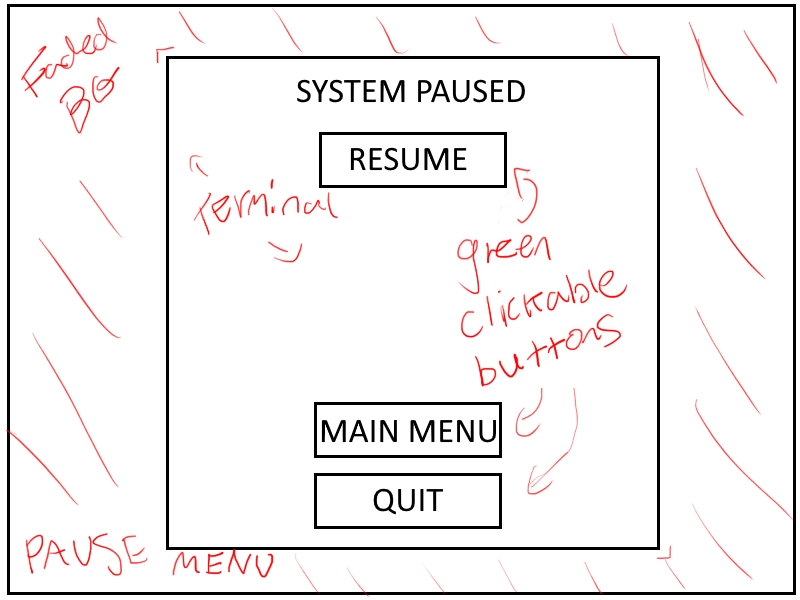 Faded
BG
SYSTEM PAUSED
RESUME
Terminal
green
clickable
buttons
MAIN MENU
QUIT
PAUSE MENU